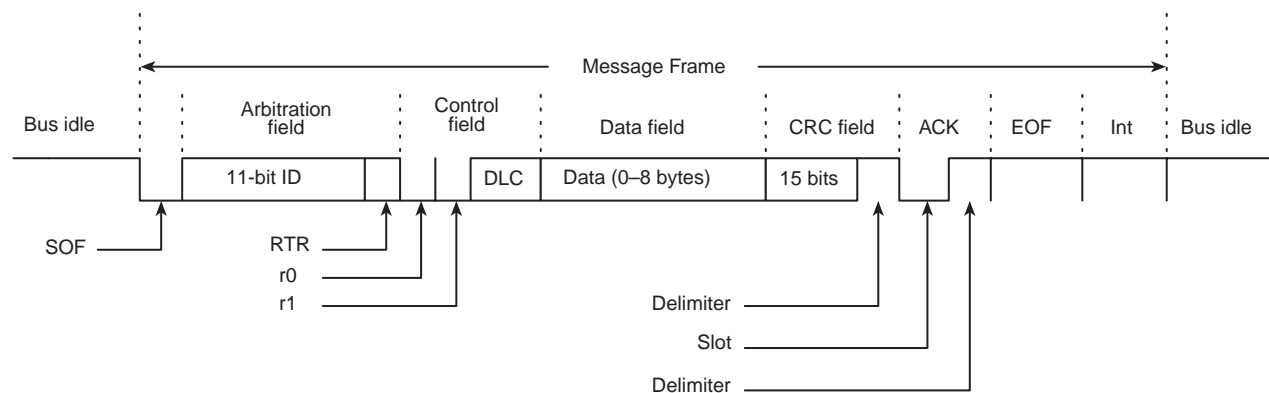 Message Frame
Bus idle
Arbitration
field
Control
field
Data field
CRC field
ACK
EOF
Int
Bus idle
11-bit ID
DLC
Data (0–8 bytes)
15 bits
SOF
RTR
r0
r1
Delimiter
Slot
Delimiter